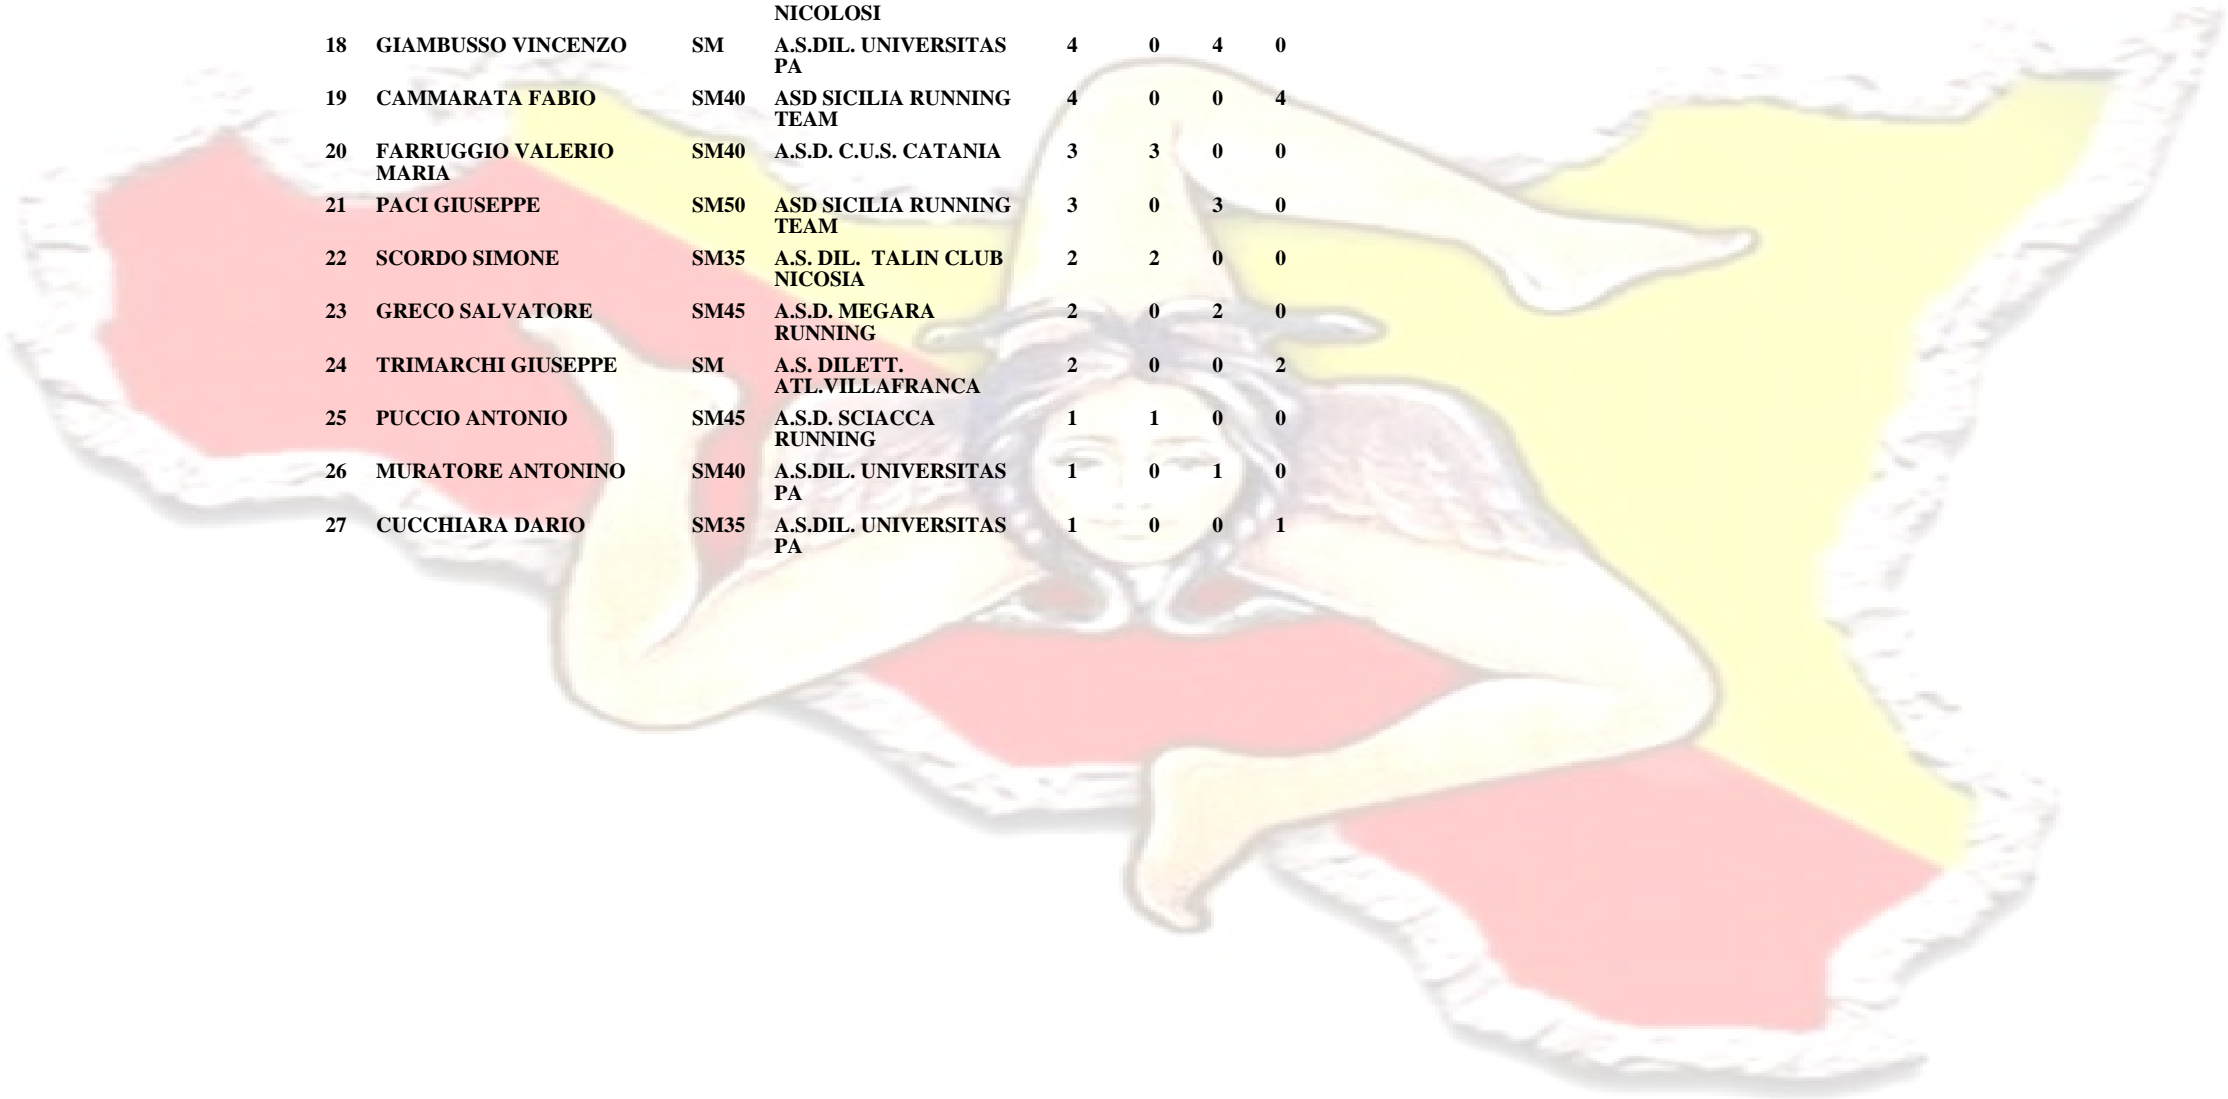 NICOLOSI
18 GIAMBUSSO VINCENZO SM A.S.DIL. UNIVERSITAS 4 0 4 0
PA
19 CAMMARATA FABIO SM40 ASD SICILIA RUNNING 4 0 0 4
TEAM
20 FARRUGGIO VALERIO SM40 A.S.D. C.U.S. CATANIA 3 3 0 0
MARIA
21 PACI GIUSEPPE SM50 ASD SICILIA RUNNING 3 0 3 0
TEAM
22 SCORDO SIMONE SM35 A.S. DIL. TALIN CLUB 2 2 0 0
NICOSIA
23 GRECO SALVATORE SM45 A.S.D. MEGARA 2 0 2 0
RUNNING
24 TRIMARCHI GIUSEPPE SM A.S. DILETT. 2 0 0 2
ATL.VILLAFRANCA
25 PUCCIO ANTONIO SM45 A.S.D. SCIACCA 1 1 0 0
RUNNING
26 MURATORE ANTONINO SM40 A.S.DIL. UNIVERSITAS 1 0 1 0
PA
27 CUCCHIARA DARIO SM35 A.S.DIL. UNIVERSITAS 1 0 0 1
PA